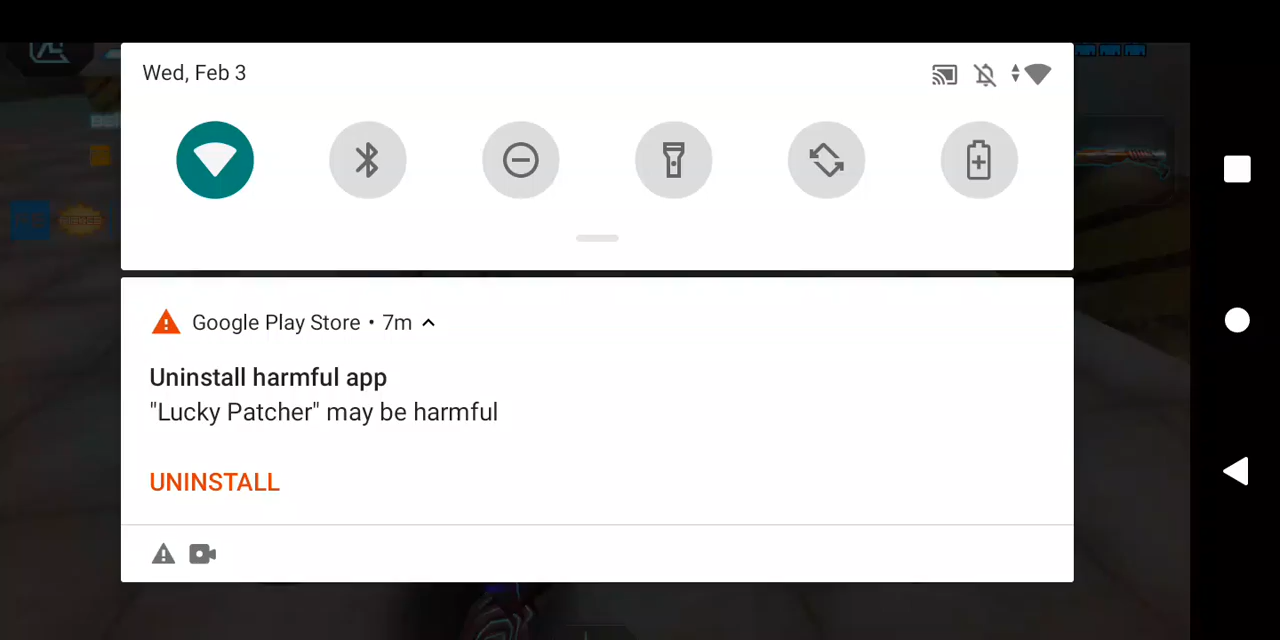 Wed, Feb 3
Google Play Store • 7m
Uninstall harmful app
"Lucky Patcher" may be harmful
UNINSTALL